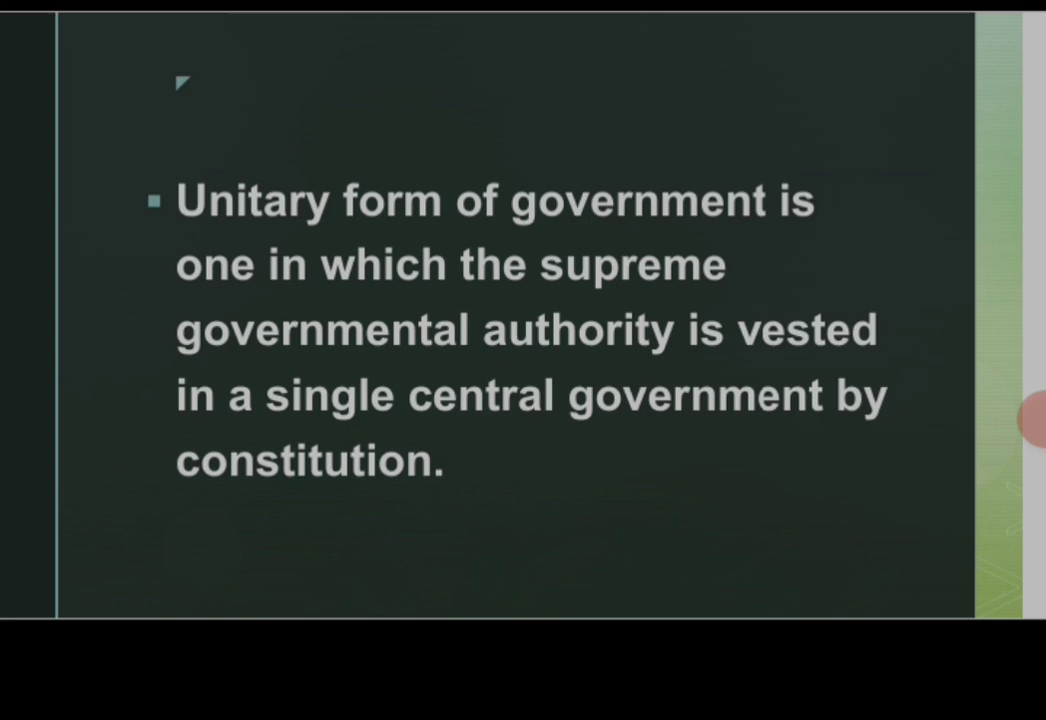 Unitary form of government is
one in which the supreme
governmental authority is vested
in a single central government by
constitution.